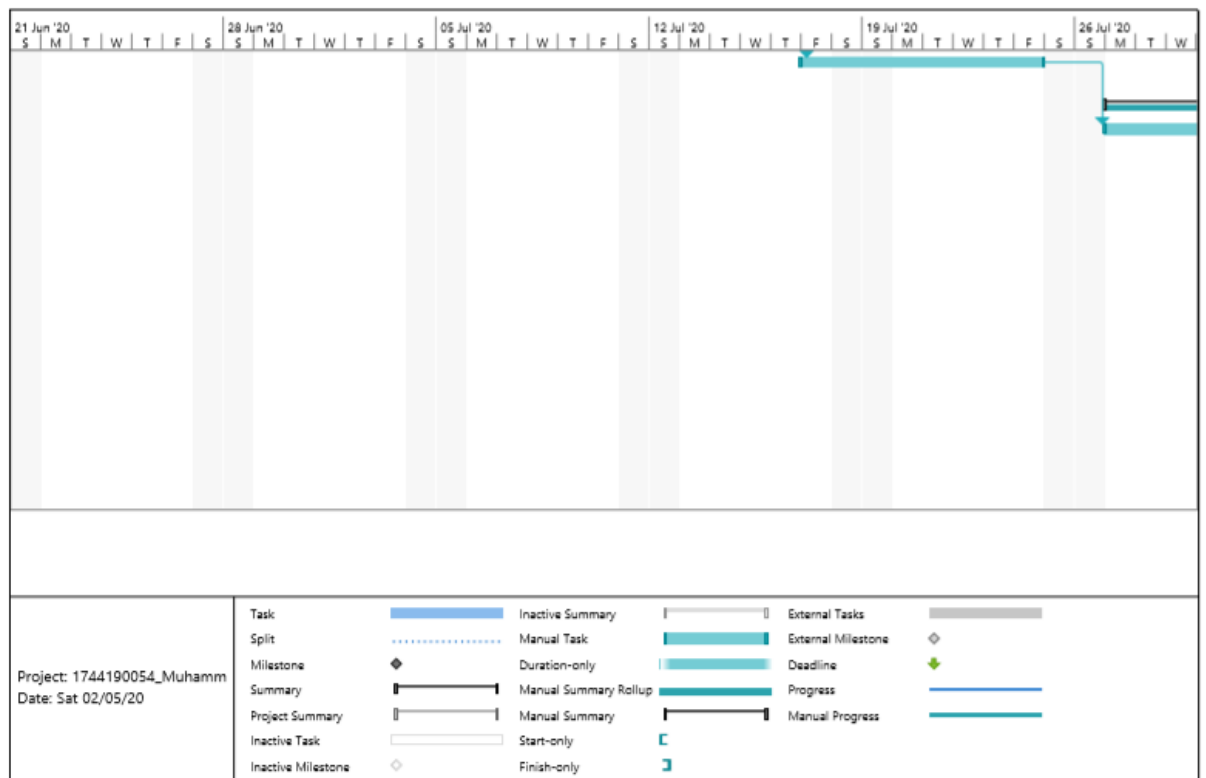 21 Jun '20 28 Jun '20 05 Jul '20 12 Jul '20 19 Jul '20 26 Jul '20
S M T W T F S S M T W T F S S M T W T F S S M T W T F S S M T W T F S S M T W
Task
Split
Milestone
Summary
Project Summary
Inactive Task
Inactive Milestone
Inactive Summary
Manual Task
Duration-only
Manual Summary Rollup
Manual Summary
Start-only
Finish-only
External Tasks
External Milestone
Deadline
Progress
Manual Progress
Project: 1744190054_Muhamm
Date: Sat 02/05/20